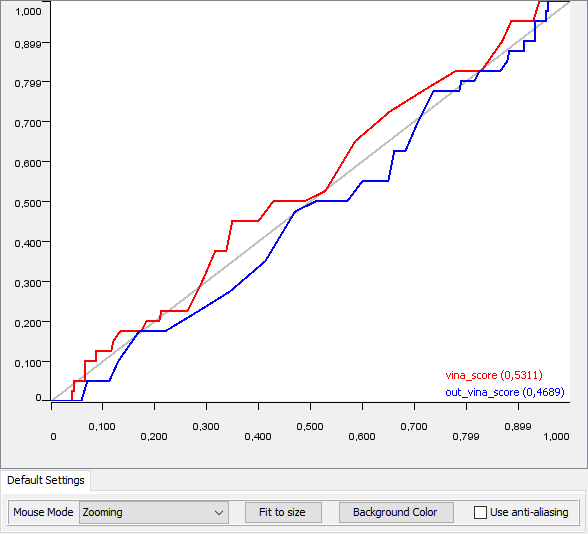 1,000
0,899
0,799
0,700
0,600
0,500
0,400
0,300
0,200
0,100
0
vina_score (0,5311)
out_vina_score (0,4689)
0 0,100 0,200 0,300 0,400 0,500 0,600 0,700 0,799 0,899 1,000
Default Settings
Mouse Mode Zooming Fit to size Background Color Use anti-aliasing